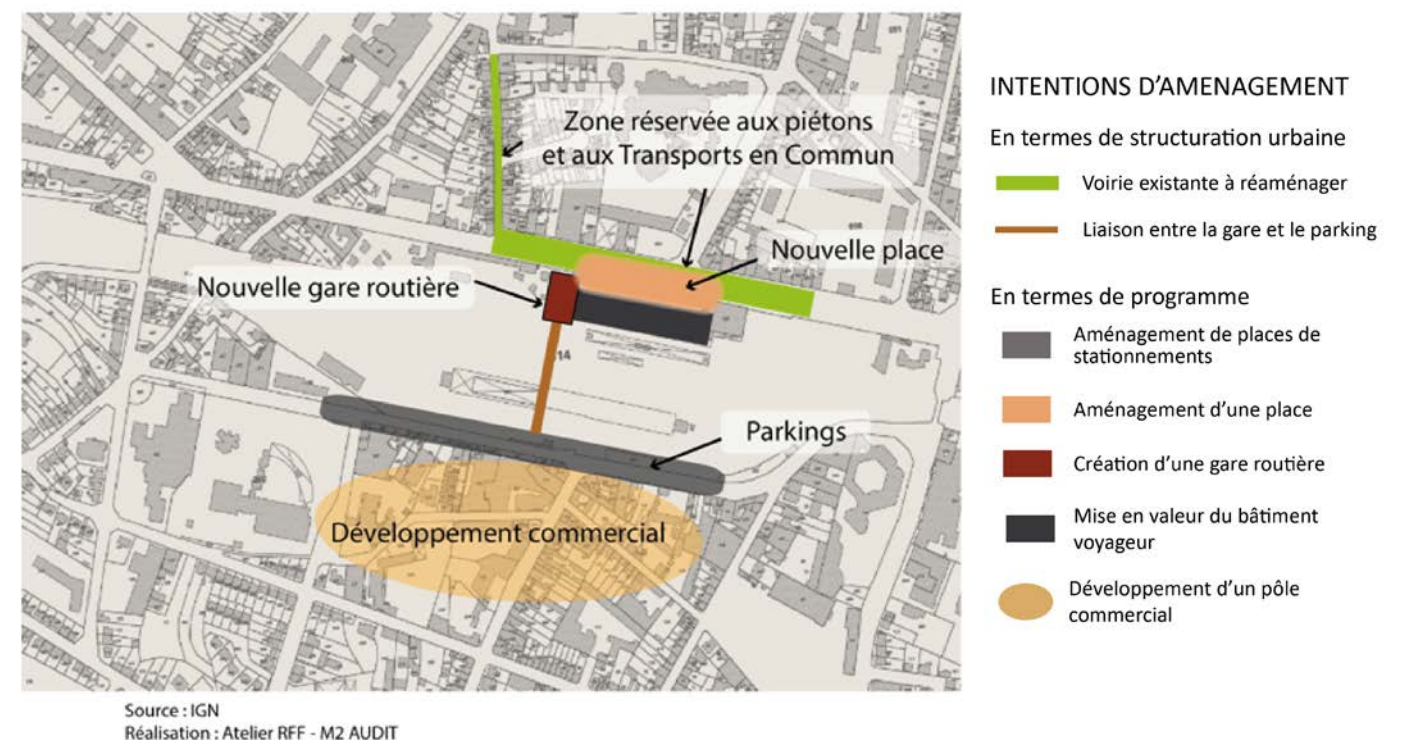 Zone réservée aux piétons
et aux Transports en Commun
Nouvelle place
Nouvelle gare routière
14
Parkings
Développement commercial
Source : IGN
Réalisation : Atelier RFF - M2 AUDIT
INTENTIONS D'AMENAGEMENT
En termes de structuration urbaine
Voirie existante à réaménager
Liaison entre la gare et le parking
En termes de programme
Aménagement de places de
stationnements
Aménagement d'une place
Création d'une gare routière
Mise en valeur du bâtiment
voyageur
Développement d'un pôle
commercial